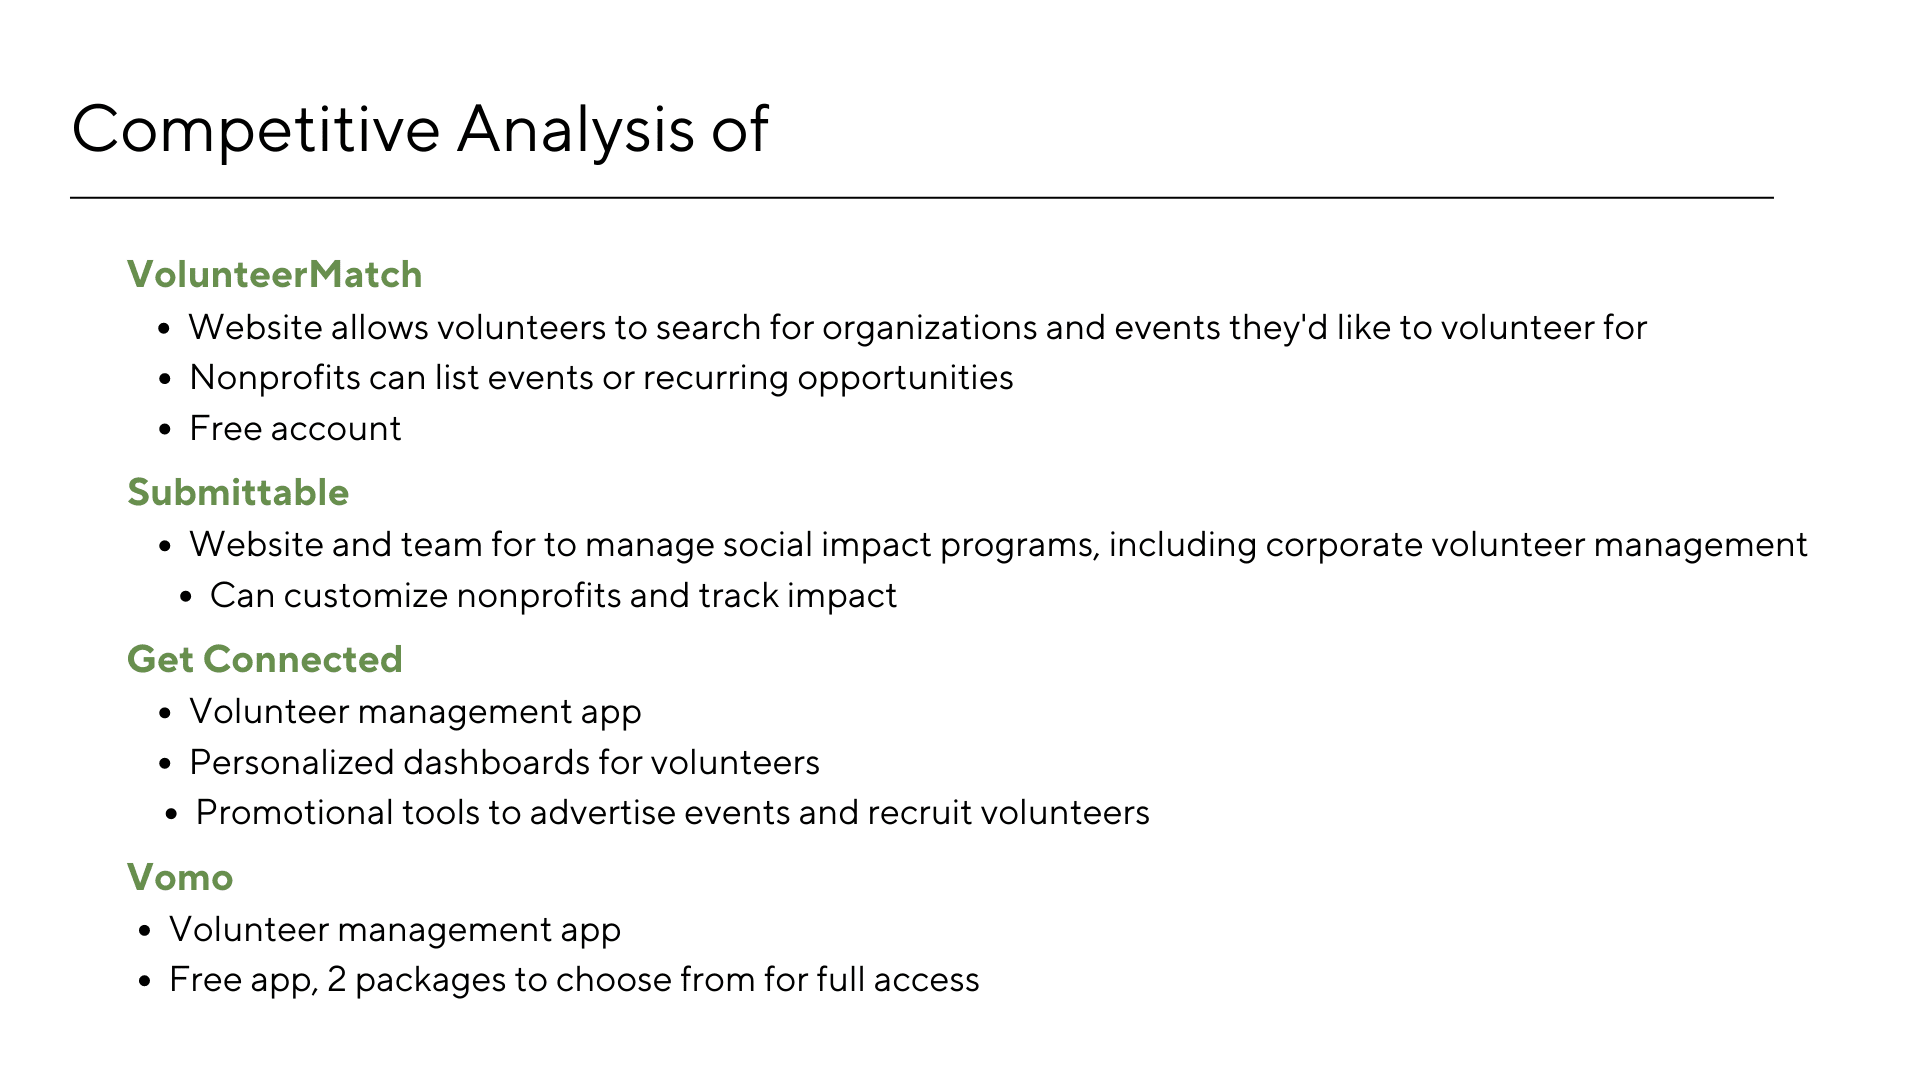 Competitive Analysis of
VolunteerMatch
• Website allows volunteers to search for organizations and events they'd like to volunteer for
• Nonprofits can list events or recurring opportunities
• Free account
Submittable
• Website and team for to manage social impact programs, including corporate volunteer management
• Can customize nonprofits and track impact
Get Connected
• Volunteer management app
• Personalized dashboards for volunteers
• Promotional tools to advertise events and recruit volunteers
Vomo
• Volunteer management app
• Free app, 2 packages to choose from for full access